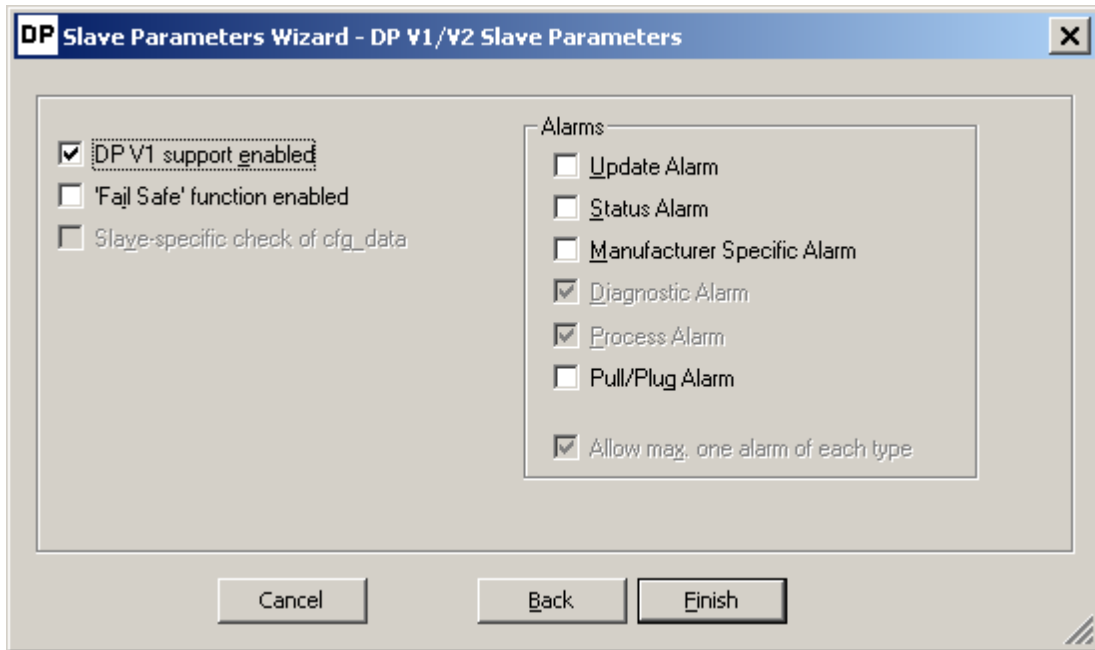 DP Slave Parameters Wizard - DP V1/V2 Slave Parameters
DP V1 support enabled
'Fail Safe' function enabled
Slave-specific check of cfg_data
Alarms
Update Alarm
Status Alarm
Manufacturer Specific Alarm
Diagnostic Alarm
Process Alarm
Pull/Plug Alarm
Allow max. one alarm of each type
Cancel
Back
Finish